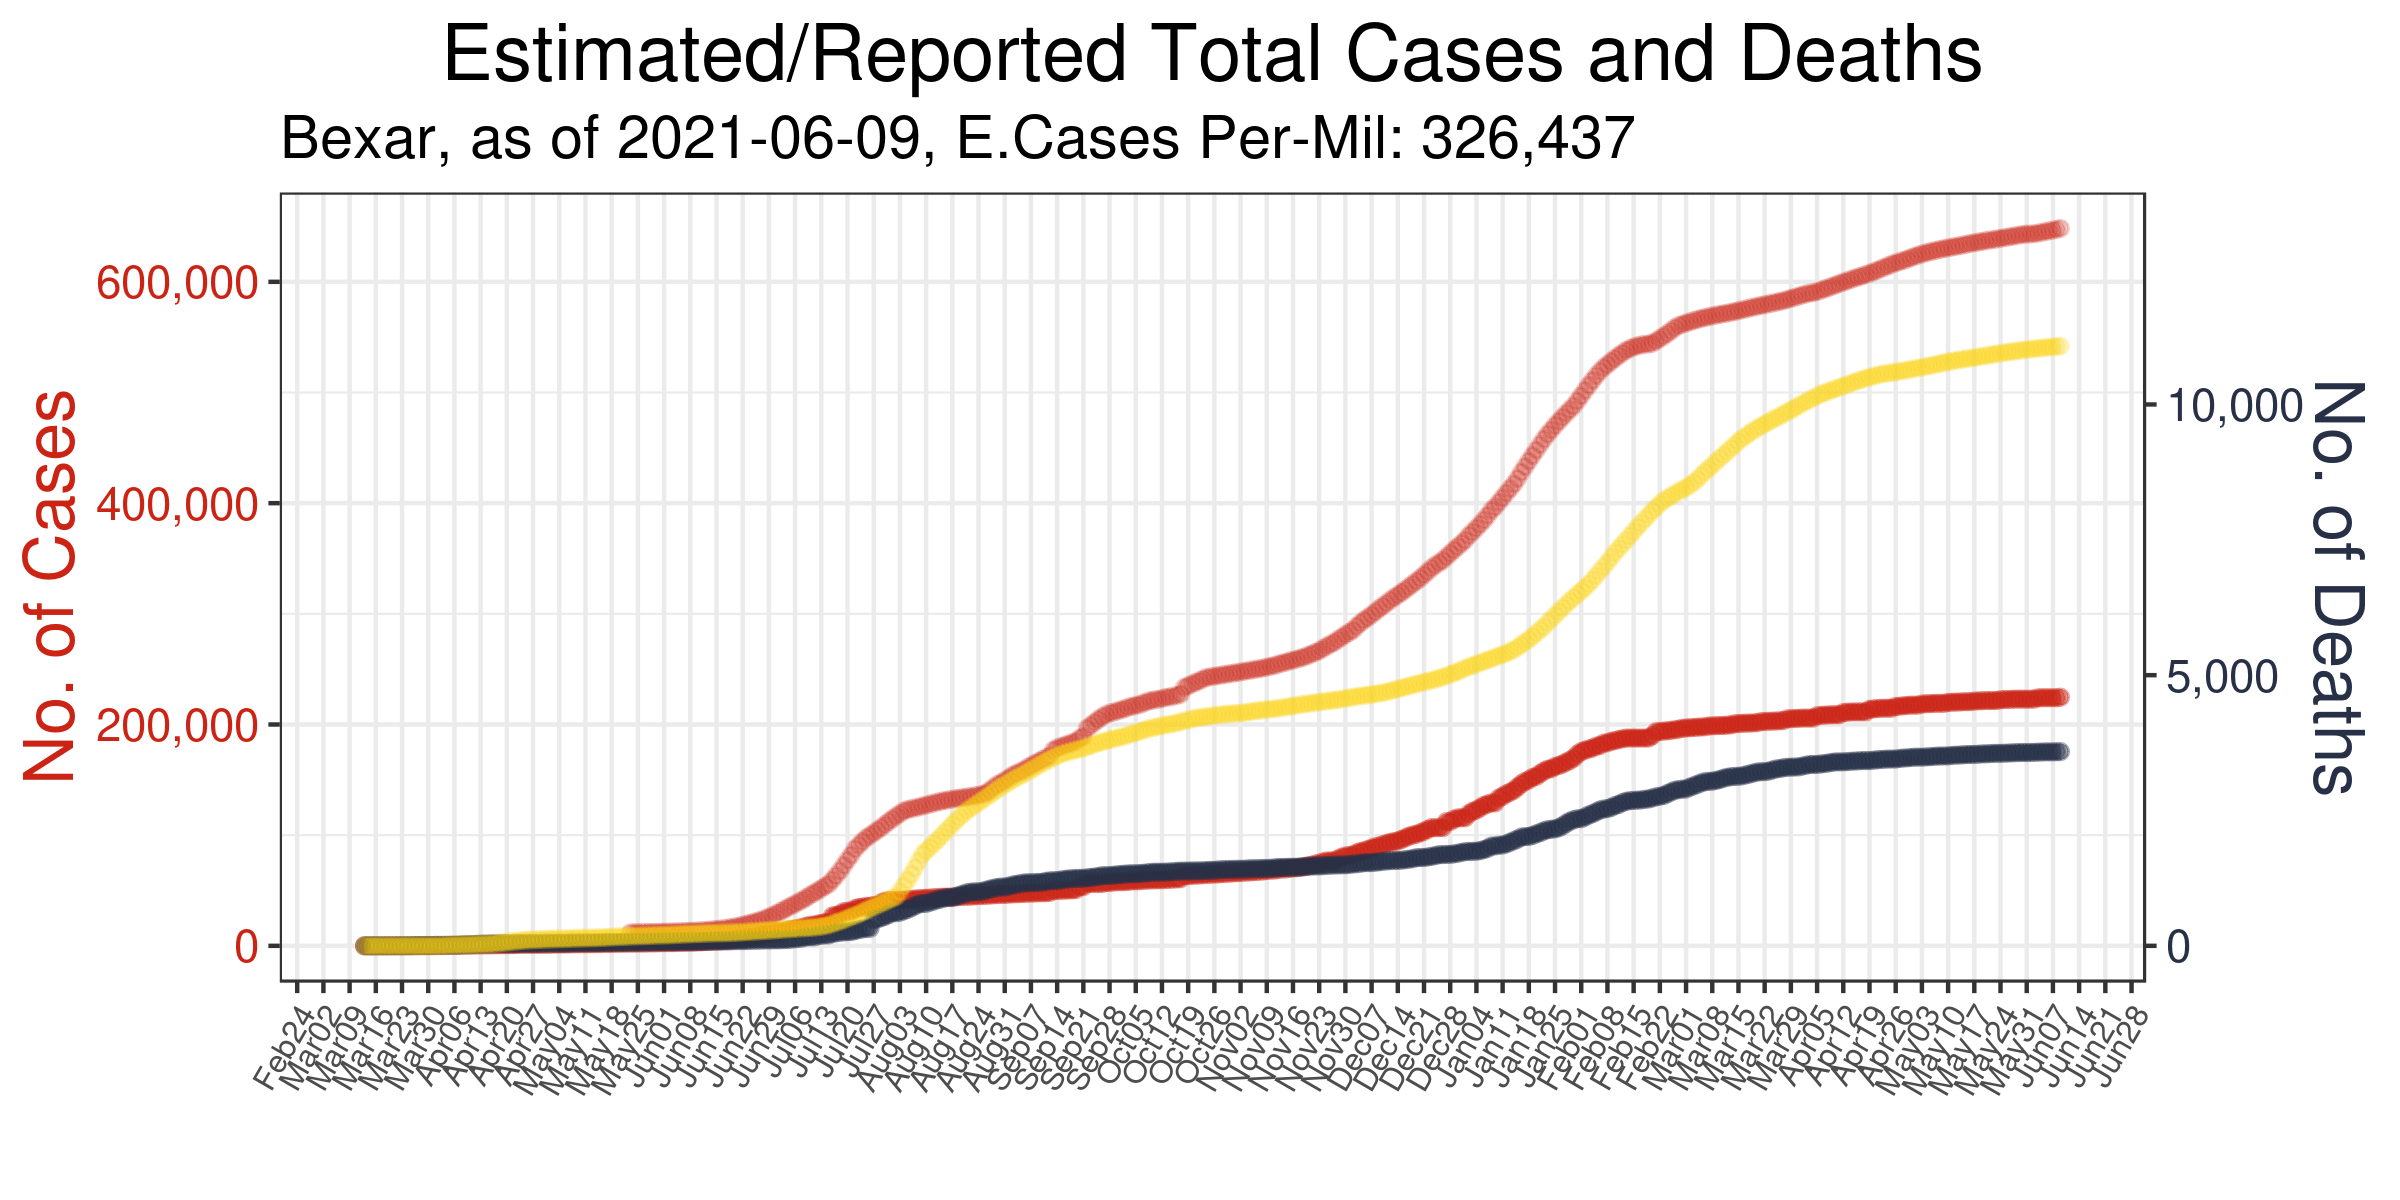 Estimated/Reported Total Cases and Deaths
Bexar, as of 2021-06-09, E.Cases Per-Mil: 326,437
No. of Cases
600,000
400,000
200,000
0
10,000
5,000
0
No. of Deaths
Feb24
Mar02
Mar09
Mar16
Mar23
Mar30
Apr06
Apr13
Apr20
Apr27
May04
May11
May18
May25
Jun01
Jun08
Jun15
Jun22
Jun29
Jul06
Jul13
Jul20
Jul27
Aug03
Aug10
Aug17
Aug24
Aug31
Sep07
Sep14
Sep21
Sep28
Oct05
Oct12
Oct19
Oct26
Nov02
Nov09
Nov16
Nov23
Nov30
Dec07
Dec14
Dec21
Dec28
Jan04
Jan11
Jan18
Jan25
Feb01
Feb08
Feb15
Feb22
Mar01
Mar08
Mar15
Mar22
Mar29
Apr05
Apr12
Apr19
Apr26
May03
May10
May17
May24
May31
Jun07
Jun14
Jun21
Jun28